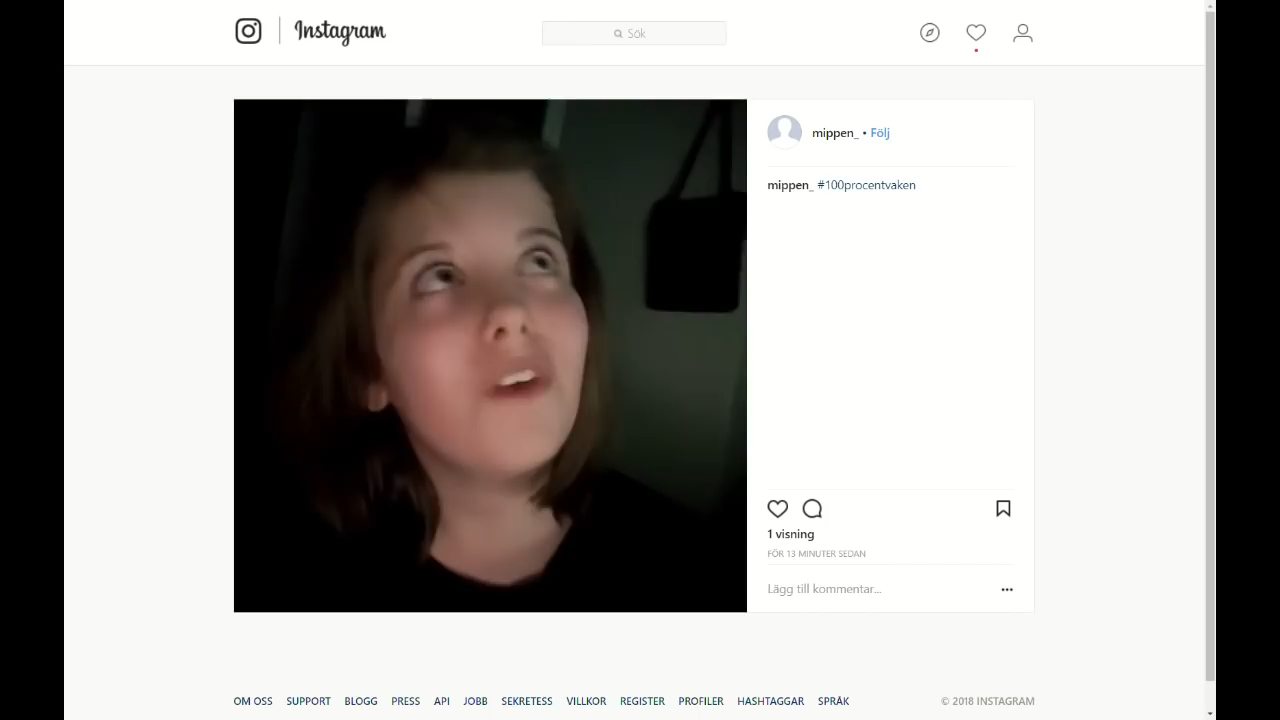 Instagram
Sök
mippen_ • Följ
mippen_ #100procentvaken
1 visning
FÖR 13 MINUTER SEDAN
Lägg till kommentar...
OM OSS SUPPORT BLOGG PRESS API JOBB SEKRETESS VILLKOR REGISTER PROFILER HASHTAGGAR SPRÅK © 2018 INSTAGRAM